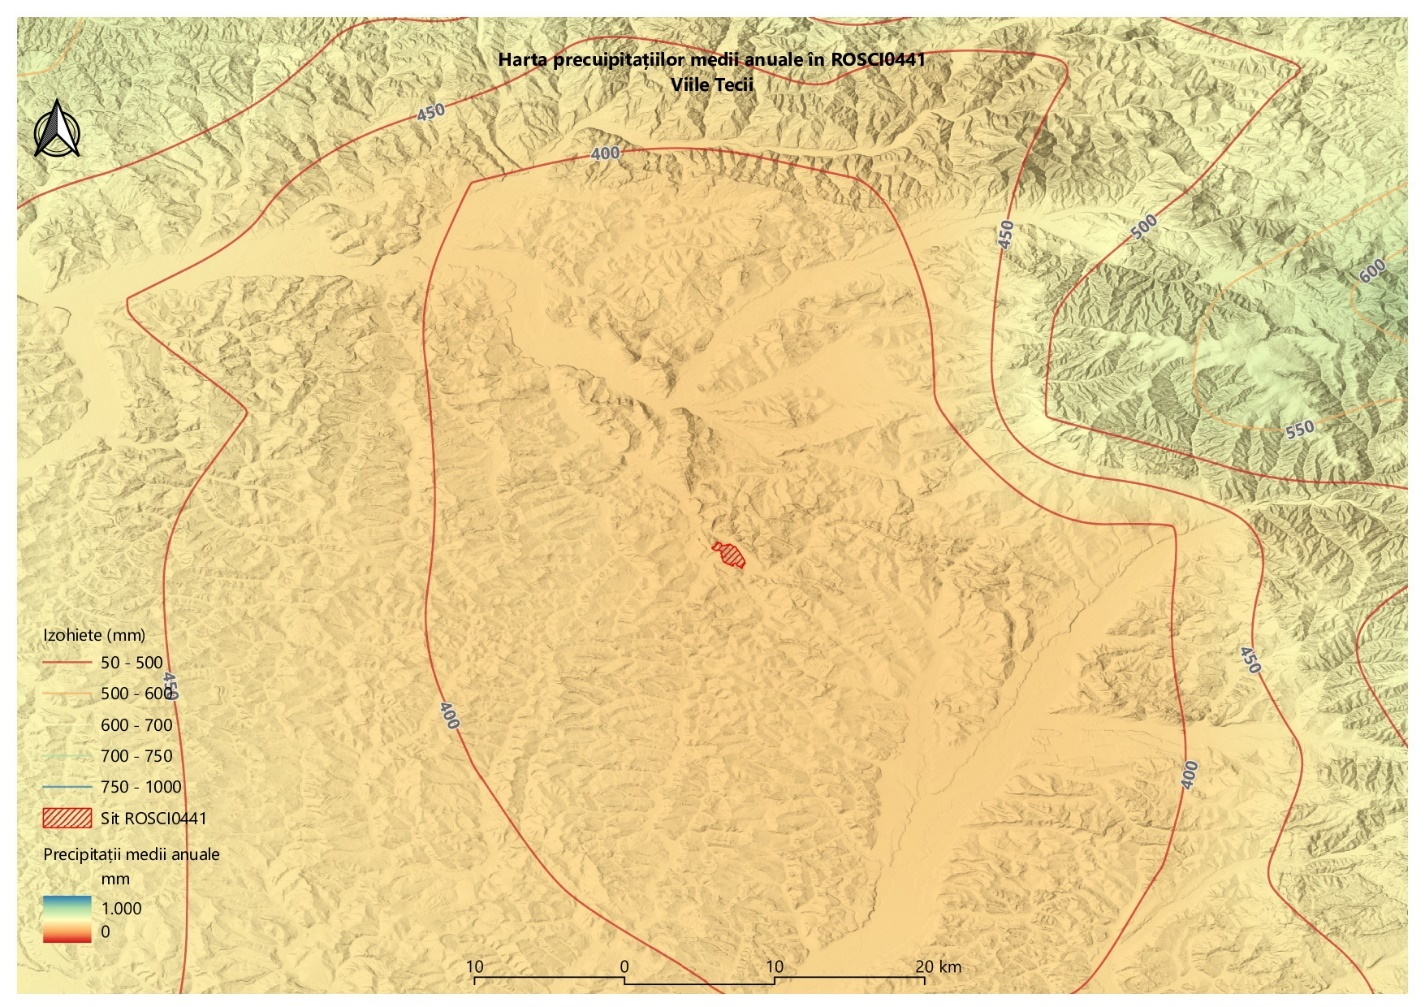 Harta precuipitațiilor medii anuale în ROSCI0441
Viile Tecii
450
400
450
500
600
550
450
400
450
400
Izohiete (mm)
50 - 500
500 - 600
600 - 700
700 - 750
750 - 1000
Sit ROSCI0441
Precipitații medii anuale
mm
1.000
0
10 0 10 20 km